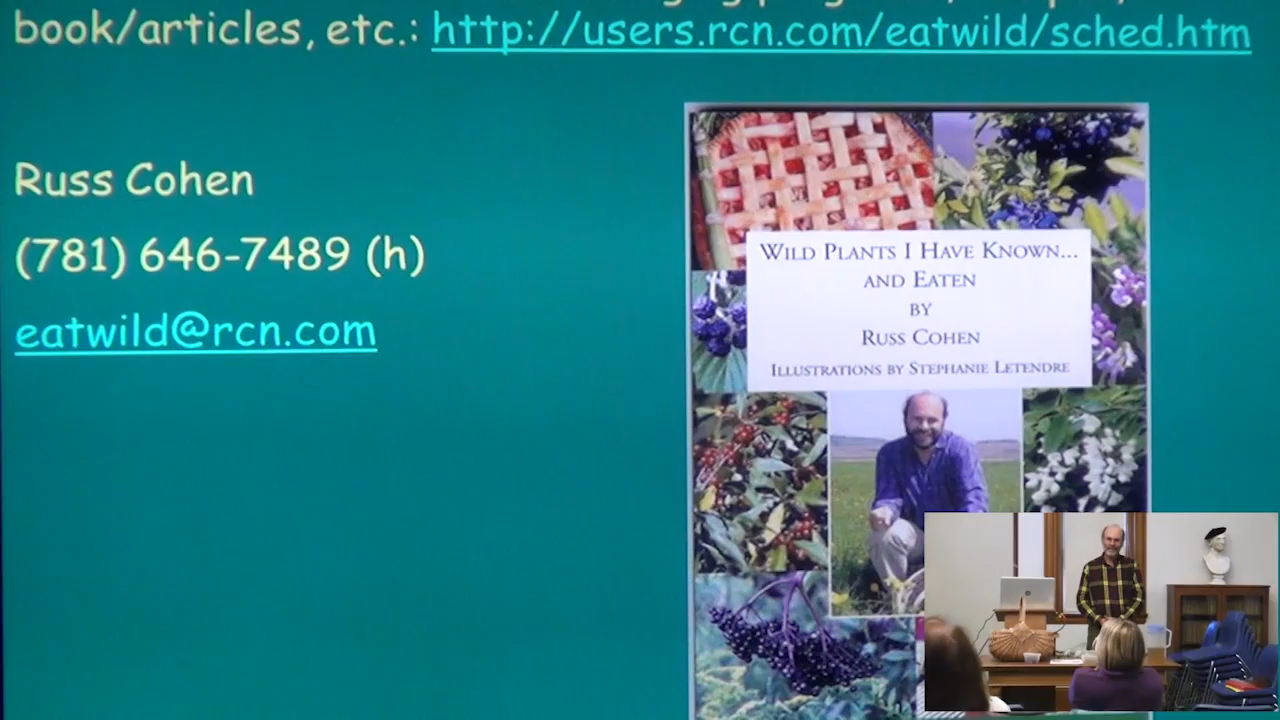 book/articles, etc.: http://users.rcn.com/eatwild/sched.htm
Russ Cohen
(781) 646-7489 (h)
eatwild@rcn.com
WILD PLANTS I HAVE KNOWN...
AND EATEN
BY
RUSS COHEN
ILLUSTRATIONS BY STEPHANIE LETENDRE